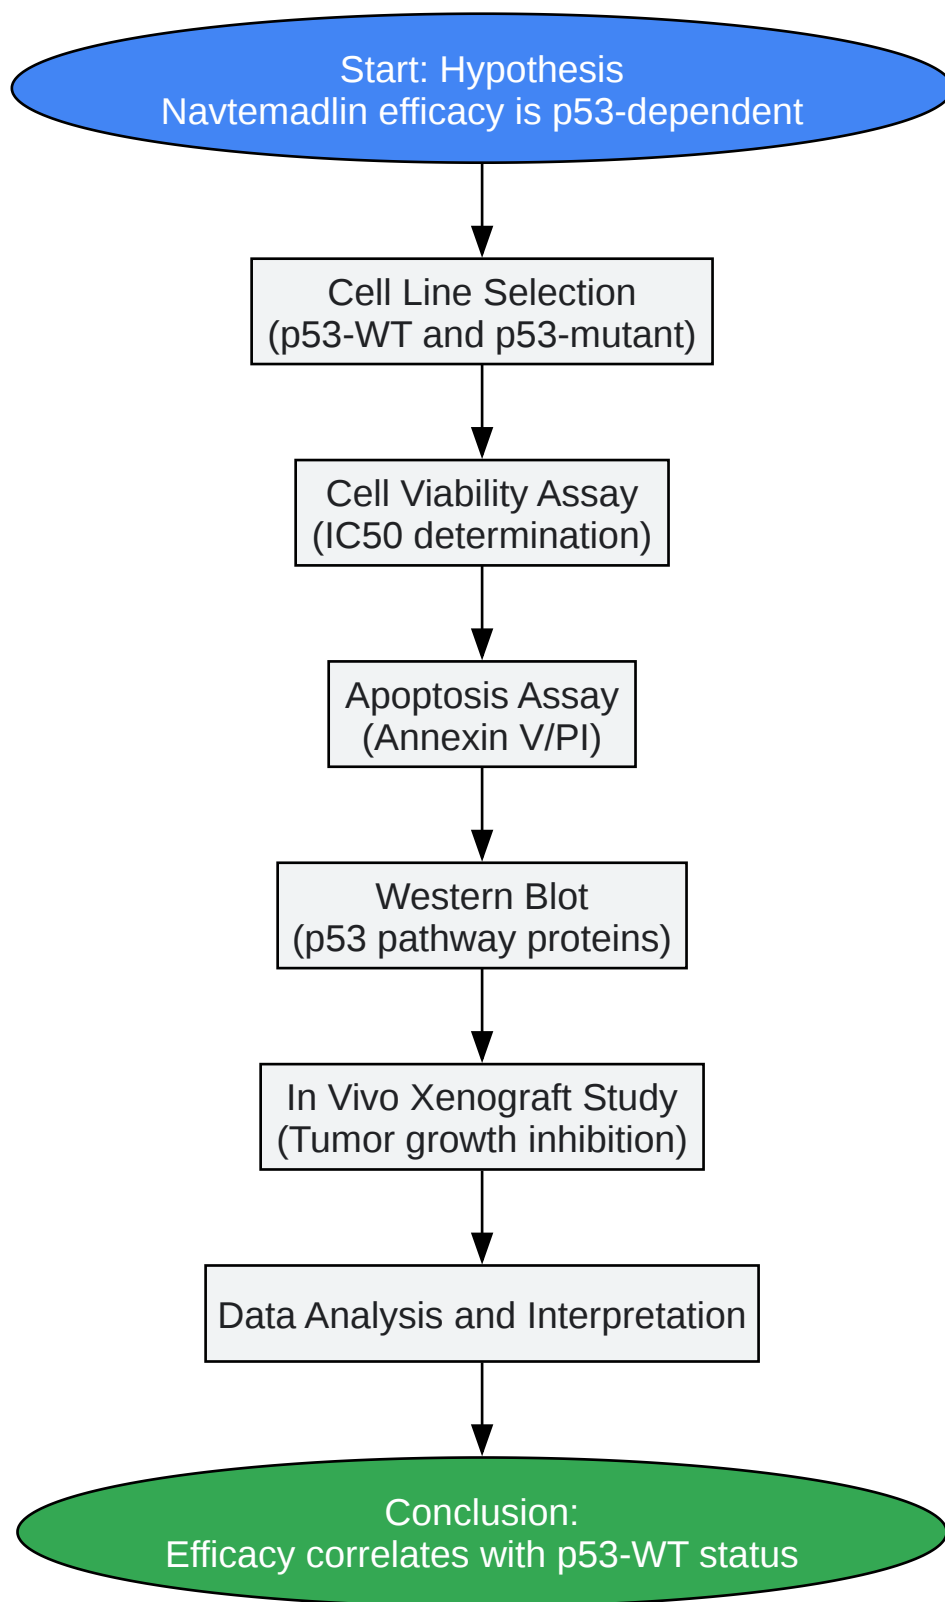 Start: Hypothesis
Navtemadlin efficacy is p53-dependent
Cell Line Selection
(p53-WT and p53-mutant)
Cell Viability Assay
(IC50 determination)
Apoptosis Assay
(Annexin V/PI)
Western Blot
(p53 pathway proteins)
In Vivo Xenograft Study
(Tumor growth inhibition)
Data Analysis and Interpretation
Conclusion:
Efficacy correlates with p53-WT status